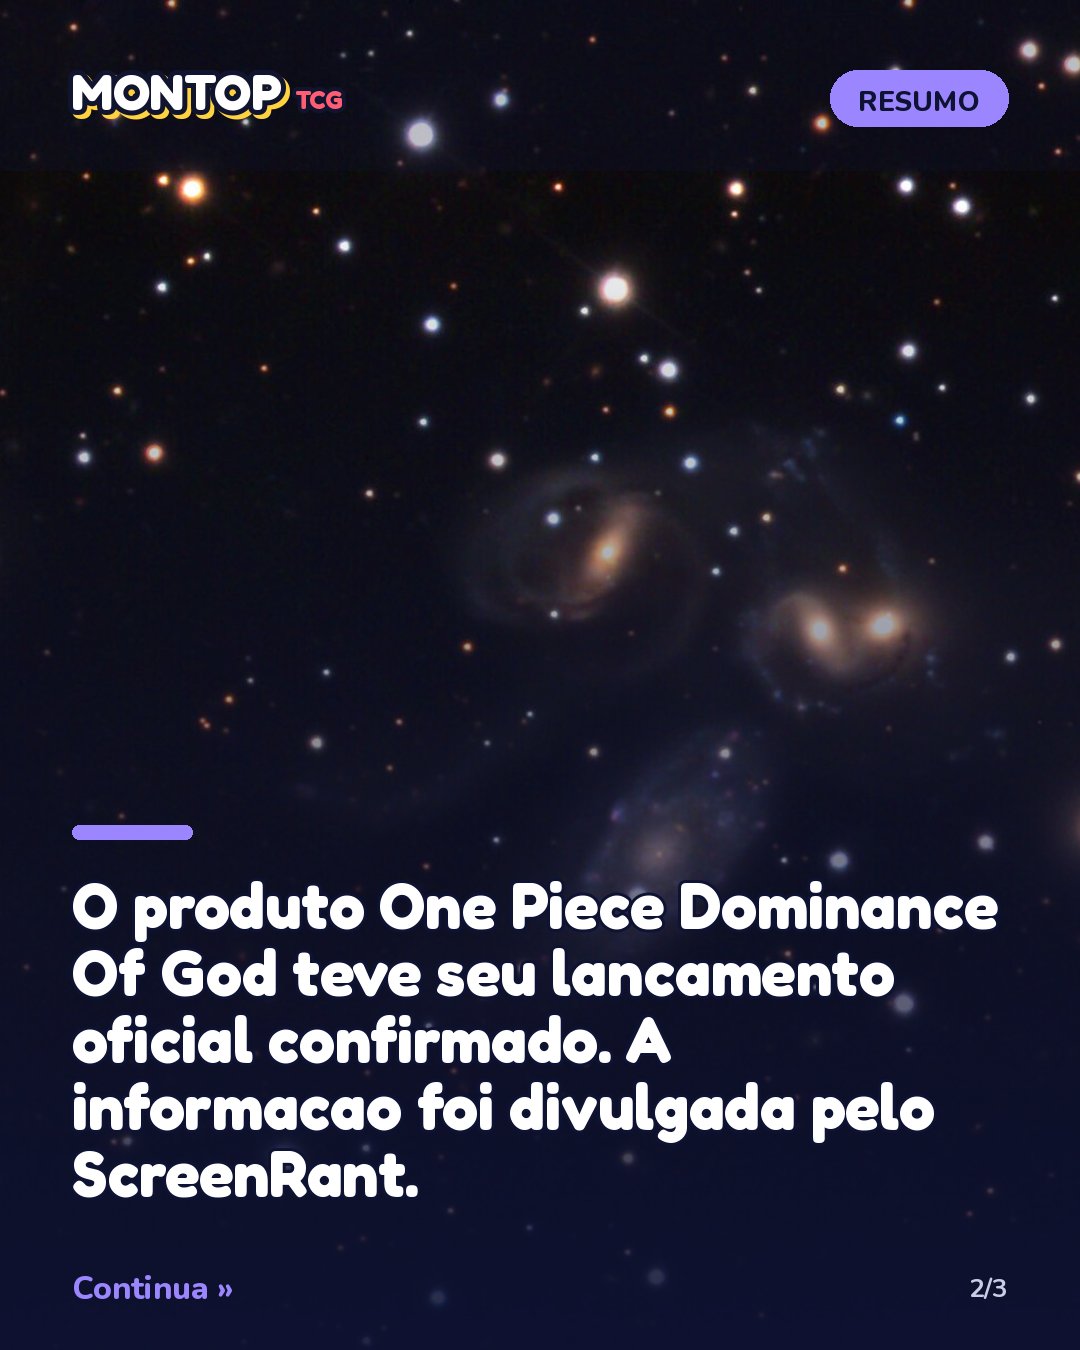 MONTOP TCG
RESUMO
O produto One Piece Dominance
Of God teve seu lancamento
oficial confirmado. A
informacao foi divulgada pelo
ScreenRant.
Continua »
2/3